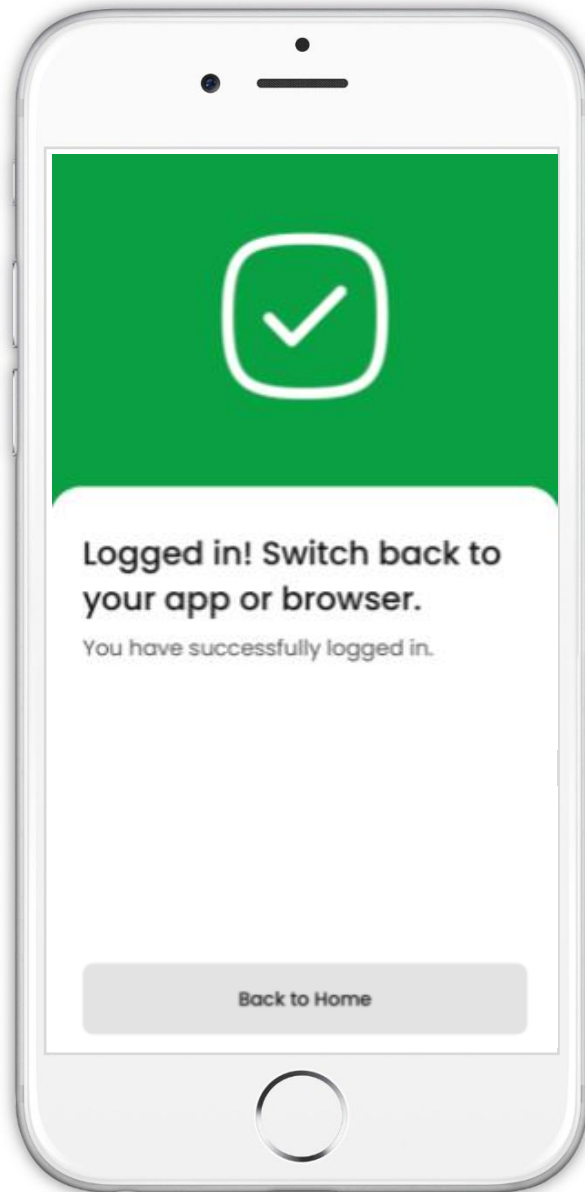 Logged in! Switch back to
your app or browser.
You have successfully logged in.
Back to Home